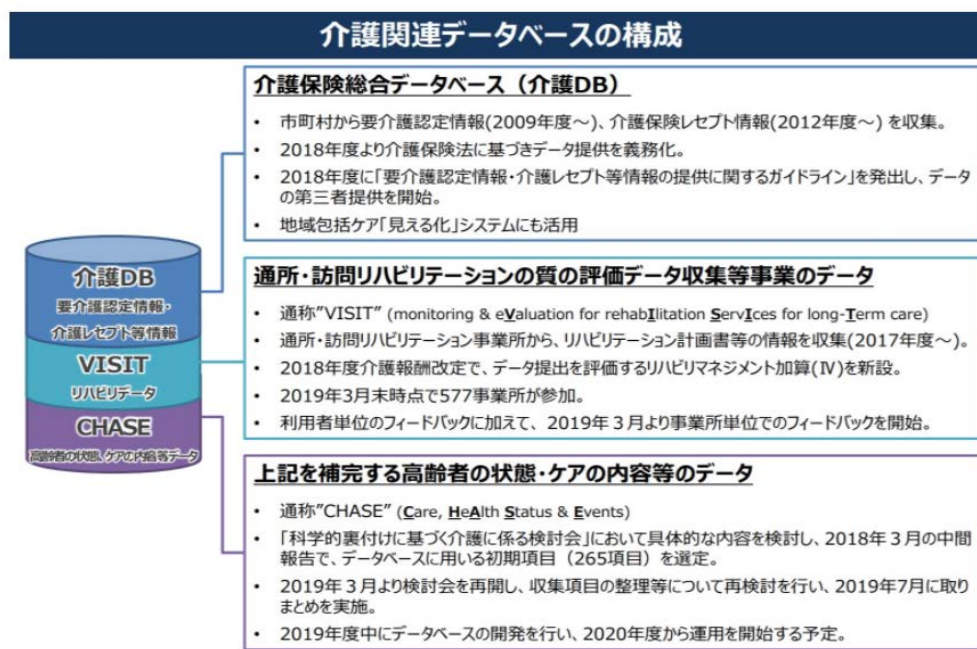 介護関連データベースの構成
介護保険総合データベース（介護DB）
• 市町村から要介護認定情報(2009年度～)、介護保険レセプト情報(2012年度～) を収集。
• 2018年度より介護保険法に基づきデータ提供を義務化。
• 2018年度に「要介護認定情報・介護レセプト等情報の提供に関するガイドライン」を発出し、データ
の第三者提供を開始。
• 地域包括ケア「見える化」システムにも活用
介護DB
要介護認定情報・
介護レセプト等情報
VISIT
リハビリデータ
CHASE
高齢者の状態、ケアの内容等データ
通所・訪問リハビリテーションの質の評価データ収集等事業のデータ
• 通称”VISIT” (monitoring & eValuation for rehabIlitation ServIces for long-Term care)
• 通所・訪問リハビリテーション事業所から、リハビリテーション計画書等の情報を収集(2017年度～)。
• 2018年度介護報酬改定で、データ提出を評価するリハビリマネジメント加算(Ⅳ)を新設。
• 2019年3月末時点で577事業所が参加。
• 利用者単位のフィードバックに加えて、2019年３月より事業所単位でのフィードバックを開始。
上記を補完する高齢者の状態・ケアの内容等のデータ
• 通称”CHASE” (Care, HeAlth Status & Events)
• 「科学的裏付けに基づく介護に係る検討会」において具体的な内容を検討し、2018年３月の中間
報告で、データベースに用いる初期項目（265項目）を選定。
• 2019年３月より検討会を再開し、収集項目の整理等について再検討を行い、2019年7月に取り
まとめを実施。
• 2019年度中にデータベースの開発を行い、2020年度から運用を開始する予定。